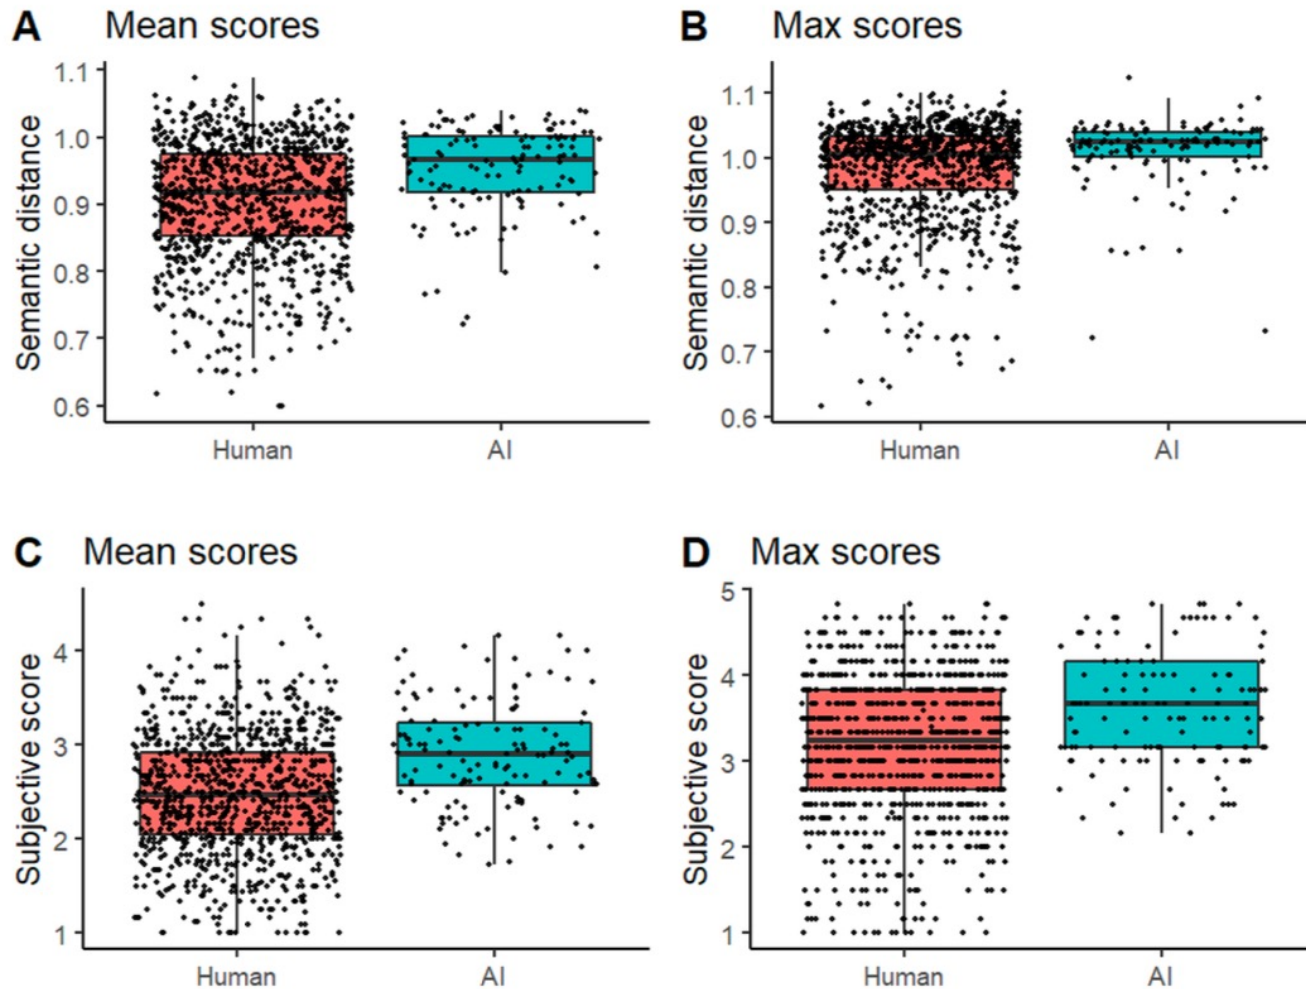 A Mean scores
Semantic distance
1.1
1.0
0.9
0.8
0.7
0.6
Human AI
B Max scores
Semantic distance
1.1
1.0
0.9
0.8
0.7
0.6
Human AI
C Mean scores
Subjective score
4
3
2
1
Human AI
D Max scores
Subjective score
5
4
3
2
1
Human AI